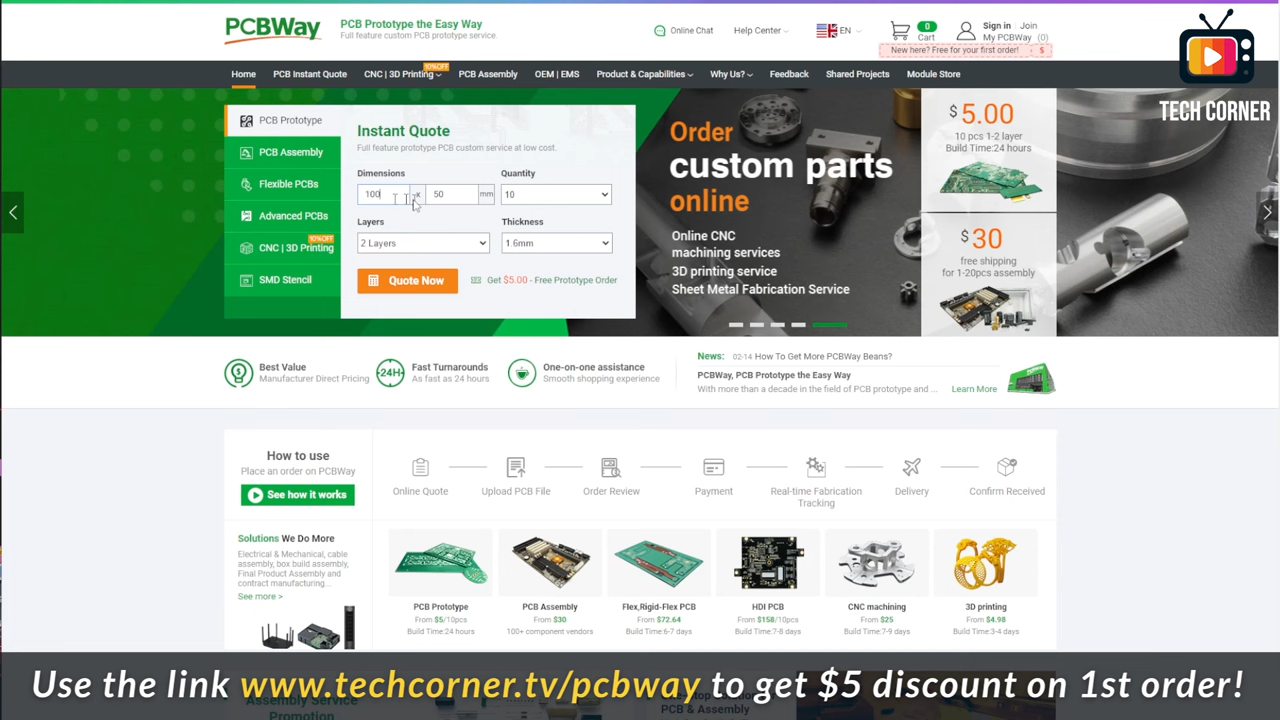 PCBWay
PCB Prototype the Easy Way
Full feature custom PCB prototype service.
Online Chat
Help Center
EN
0
Cart
Sign in | Join
My PCBWay (0)
New here? Free for your first order! $
TECH CORNER
Home
PCB Instant Quote
CNC | 3D Printing
10%OFF
PCB Assembly
OEM | EMS
Product & Capabilities
Why Us?
Feedback
Shared Projects
Module Store
PCB Prototype
PCB Assembly
Flexible PCBs
Advanced PCBs
CNC | 3D Printing
10%OFF
SMD Stencil
Instant Quote
Full feature prototype PCB custom service at low cost.
Dimensions
Quantity
100 x 50 mm
10
Layers
Thickness
2 Layers
1.6mm
Quote Now
Get $5.00 - Free Prototype Order
Order
custom parts
online
Online CNC
machining services
3D printing service
Sheet Metal Fabrication Service
$5.00
10 pcs 1-2 layer
Build Time:24 hours
$30
free shipping
for 1-20pcs assembly
Best Value
Manufacturer Direct Pricing
24H
Fast Turnarounds
As fast as 24 hours
One-on-one assistance
Smooth shopping experience
News: 02-14 How To Get More PCBWay Beans?
PCBWay, PCB Prototype the Easy Way
With more than a decade in the field of PCB prototype and ...
Learn More
How to use
Place an order on PCBWay
See how it works
Online Quote
Upload PCB File
Order Review
Payment
Real-time Fabrication
Tracking
Delivery
Confirm Received
Solutions We Do More
Electrical & Mechanical, cable
assembly, box build assembly,
Final Product Assembly and
contract manufacturing...
See more >
PCB Prototype
From $5/10pcs
Build Time:24 hours
PCB Assembly
From $30
100+ component vendors
Flex,Rigid-Flex PCB
From $72.64
Build Time:6-7 days
HDI PCB
From $158/10pcs
Build Time:7-8 days
CNC machining
From $25
Build Time:7-9 days
3D printing
From $4.98
Build Time:3-4 days
Use the link www.techcorner.tv/pcbway to get $5 discount on 1st order!
Assembly Service
Promotion
PCB & Assembly